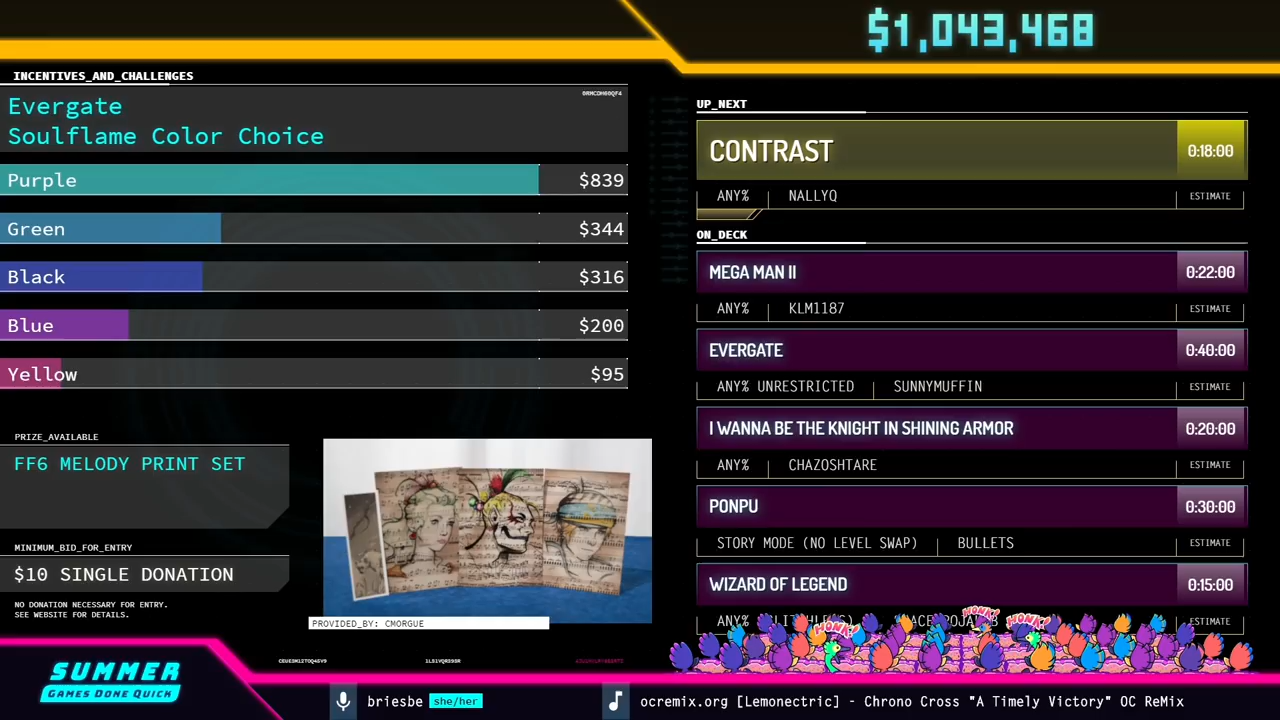 $1,043,468
INCENTIVES_AND_CHALLENGES
Evergate
Soulflame Color Choice
Purple $839
Green $344
Black $316
Blue $200
Yellow $95
PRIZE_AVAILABLE
FF6 MELODY PRINT SET
MINIMUM_BID_FOR_ENTRY
$10 SINGLE DONATION
NO DONATION NECESSARY FOR ENTRY.
SEE WEBSITE FOR DETAILS.
PROVIDED_BY: CMORGUE
UP_NEXT
CONTRAST 0:18:00
ANY% NALLYQ ESTIMATE
ON_DECK
MEGA MAN II 0:22:00
ANY% KLM1187 ESTIMATE
EVERGATE 0:40:00
ANY% UNRESTRICTED SUNNYMUFFIN ESTIMATE
I WANNA BE THE KNIGHT IN SHINING ARMOR 0:20:00
ANY% CHAZOSHTARE ESTIMATE
PONPU 0:30:00
STORY MODE (NO LEVEL SWAP) BULLETS ESTIMATE
WIZARD OF LEGEND 0:15:00
ANY% ESTIMATE
HONK! HONK! HONK!
SUMMER
GAMES DONE QUICK
briesbe she/her
ocremix.org [Lemonectric] - Chrono Cross "A Timely Victory" OC ReMix